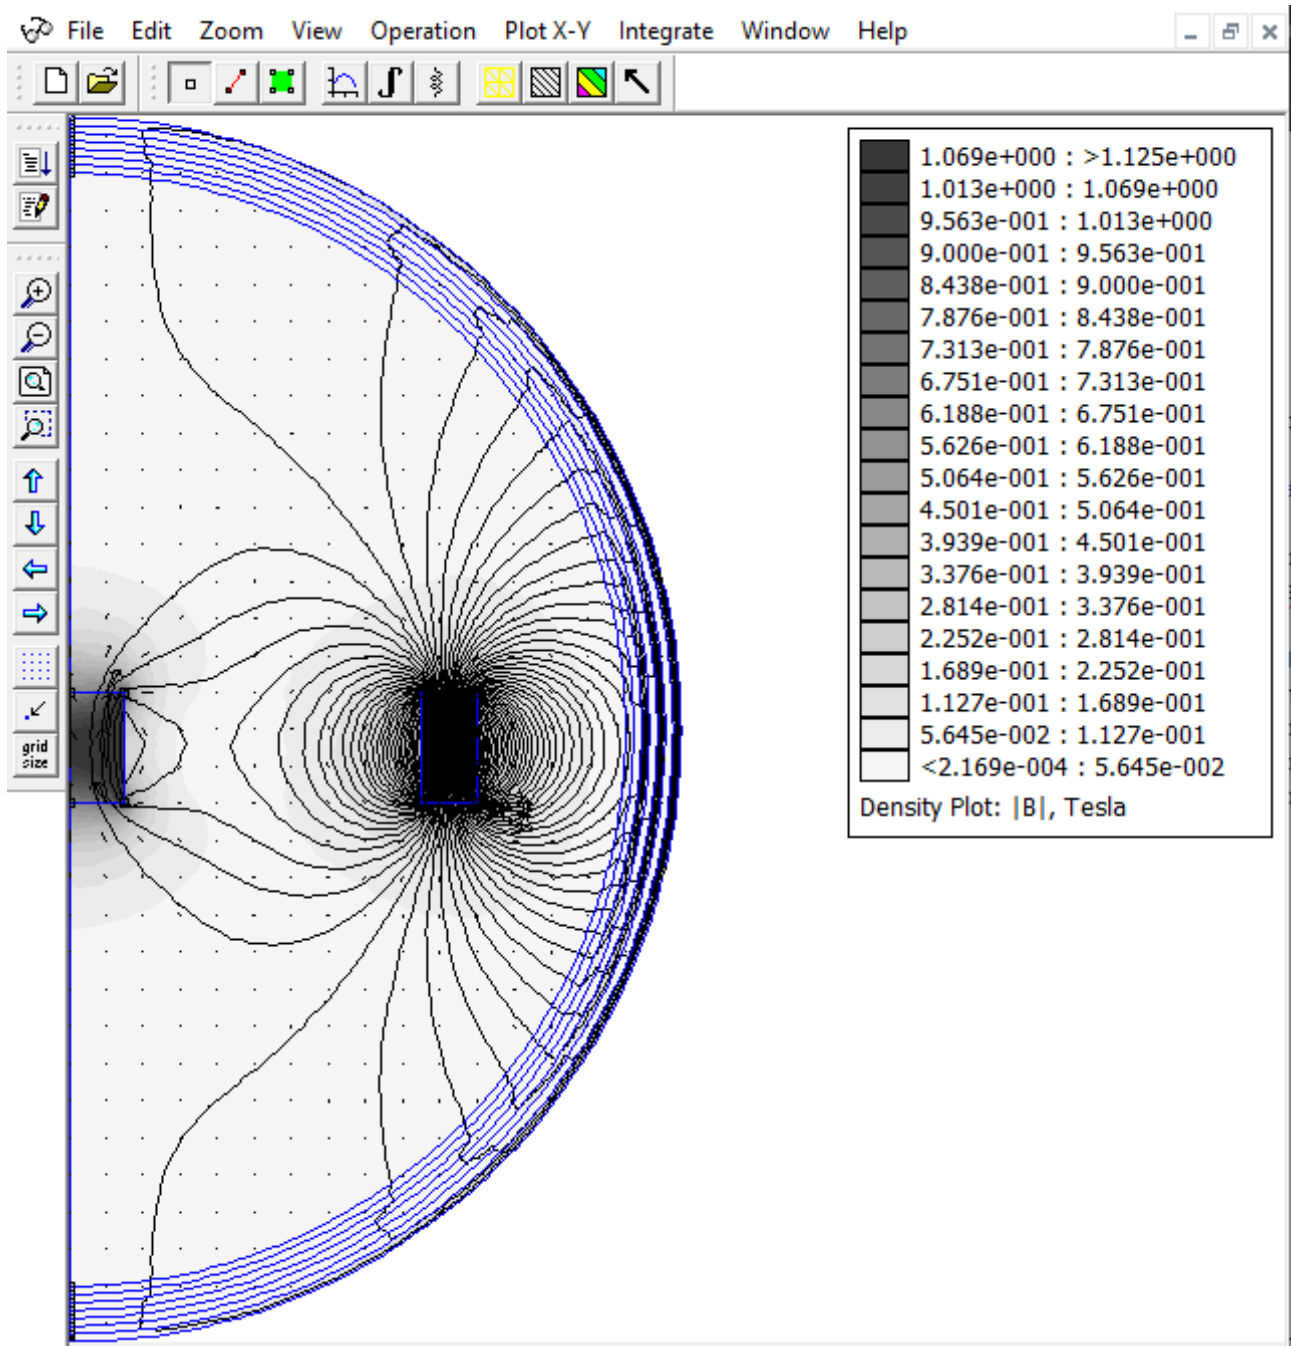 File Edit Zoom View Operation Plot X-Y Integrate Window Help
grid
size
1.069e+000 : >1.125e+000
1.013e+000 : 1.069e+000
9.563e-001 : 1.013e+000
9.000e-001 : 9.563e-001
8.438e-001 : 9.000e-001
7.876e-001 : 8.438e-001
7.313e-001 : 7.876e-001
6.751e-001 : 7.313e-001
6.188e-001 : 6.751e-001
5.626e-001 : 6.188e-001
5.064e-001 : 5.626e-001
4.501e-001 : 5.064e-001
3.939e-001 : 4.501e-001
3.376e-001 : 3.939e-001
2.814e-001 : 3.376e-001
2.252e-001 : 2.814e-001
1.689e-001 : 2.252e-001
1.127e-001 : 1.689e-001
5.645e-002 : 1.127e-001
<2.169e-004 : 5.645e-002
Density Plot: |B|, Tesla